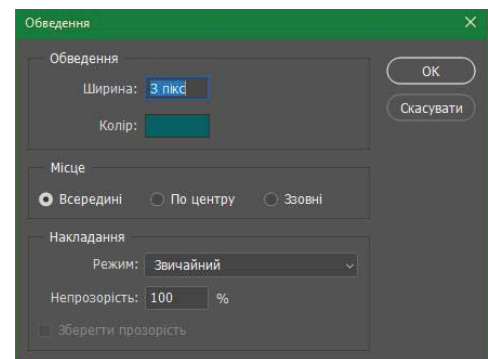 Обведення
Обведення
Ширина: 3 пікс
Колір:
OK
Скасувати
Місце
Всередині По центру Ззовні
Накладання
Режим: Звичайний
Непрозорість: 100 %
Зберегти прозорість